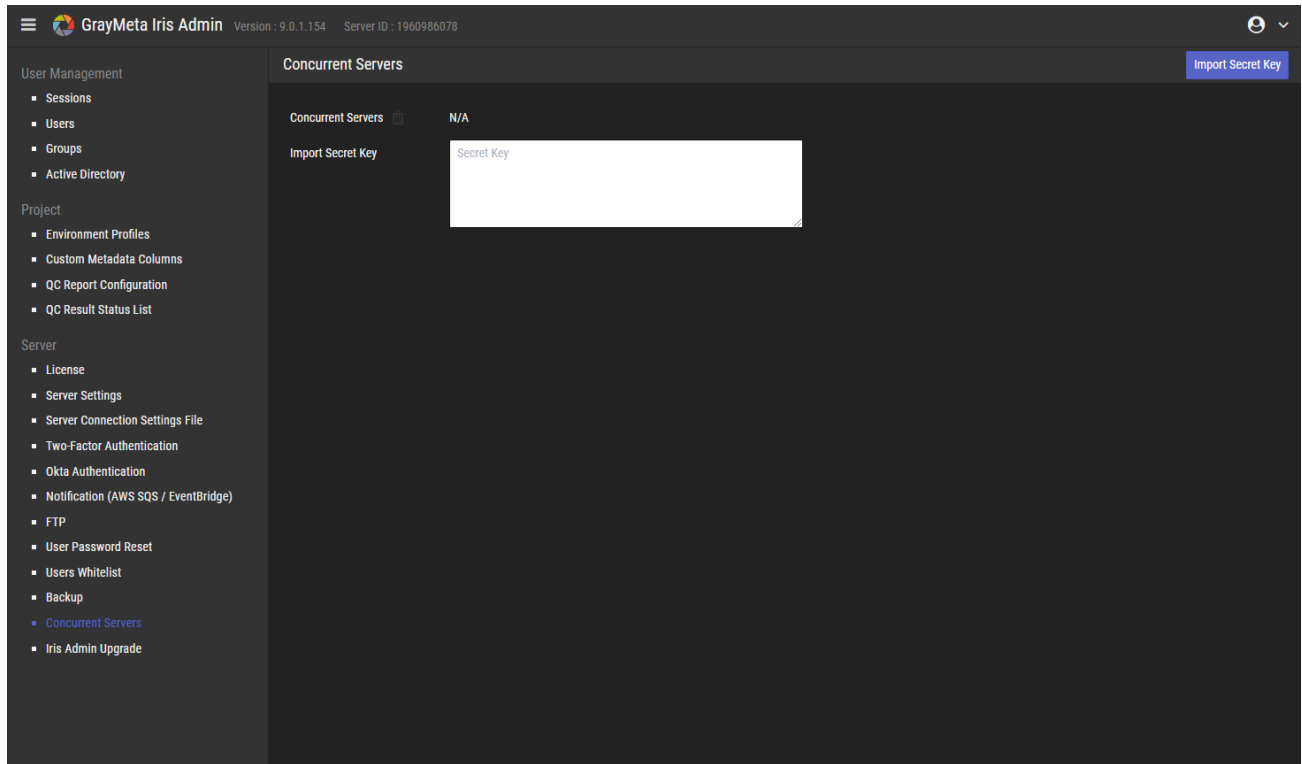 GrayMeta Iris Admin Version : 9.0.1.154 Server ID : 1960986078
User Management
Sessions
Users
Groups
Active Directory
Project
Environment Profiles
Custom Metadata Columns
QC Report Configuration
QC Result Status List
Server
License
Server Settings
Server Connection Settings File
Two-Factor Authentication
Okta Authentication
Notification (AWS SQS / EventBridge)
FTP
User Password Reset
Users Whitelist
Backup
Concurrent Servers
Iris Admin Upgrade
Concurrent Servers
Import Secret Key
Concurrent Servers N/A
Import Secret Key
Secret Key